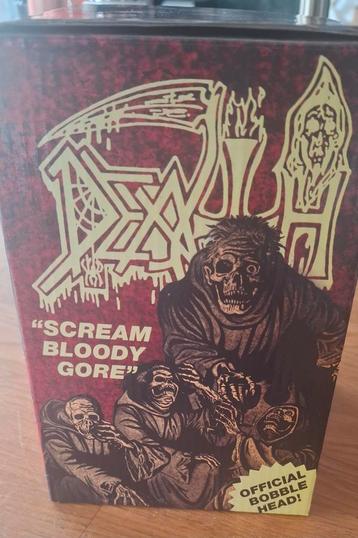 DEATH
"SCREAM
BLOODY
GORE"
OFFICIAL
BOBBLE
HEAD!